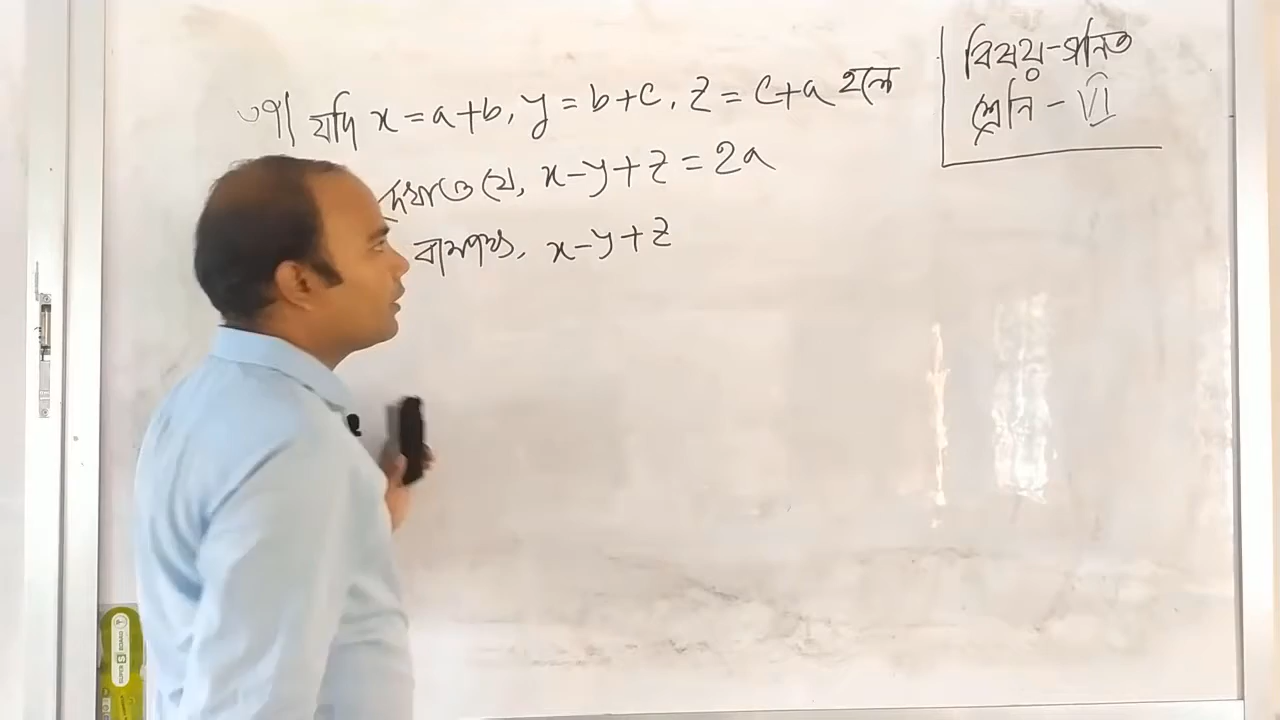 ৩৭| যদি x = a+b, y = b+c, z = c+a হলে
দেখাও যে, x-y+z = 2a
বামপক্ষ, x-y+z
বিষয়-গনিত
শ্রেনি - VI